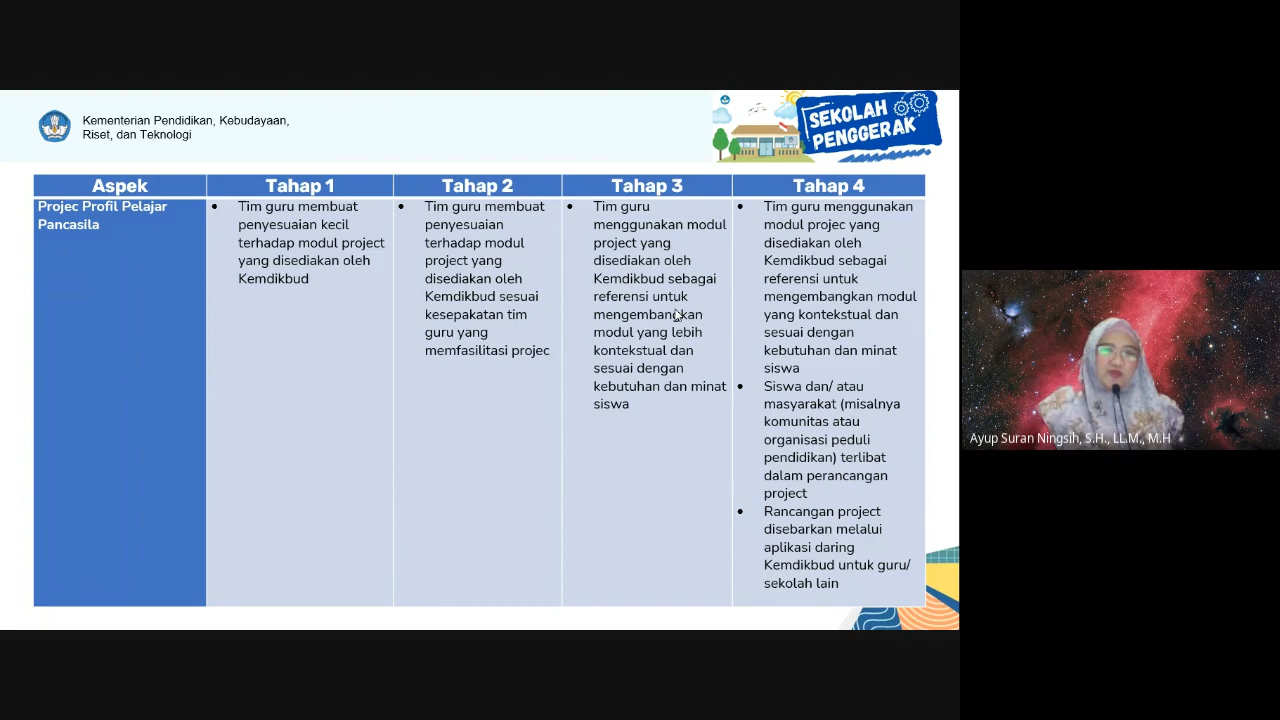 Kementerian Pendidikan, Kebudayaan,
Riset, dan Teknologi
SEKOLAH
PENGGERAK
Aspek
Tahap 1
Tahap 2
Tahap 3
Tahap 4
Projec Profil Pelajar
Pancasila
• Tim guru membuat
penyesuaian kecil
terhadap modul project
yang disediakan oleh
Kemdikbud
• Tim guru membuat
penyesuaian
terhadap modul
project yang
disediakan oleh
Kemdikbud sesuai
kesepakatan tim
guru yang
memfasilitasi projec
• Tim guru
menggunakan modul
project yang
disediakan oleh
Kemdikbud sebagai
referensi untuk
mengembangkan
modul yang lebih
kontekstual dan
sesuai dengan
kebutuhan dan minat
siswa
• Tim guru menggunakan
modul projec yang
disediakan oleh
Kemdikbud sebagai
referensi untuk
mengembangkan modul
yang kontekstual dan
sesuai dengan
kebutuhan dan minat
siswa
• Siswa dan/ atau
masyarakat (misalnya
komunitas atau
organisasi peduli
pendidikan) terlibat
dalam perancangan
project
• Rancangan project
disebarkan melalui
aplikasi daring
Kemdikbud untuk guru/
sekolah lain
Ayup Suran Ningsih, S.H., LL.M., M.H